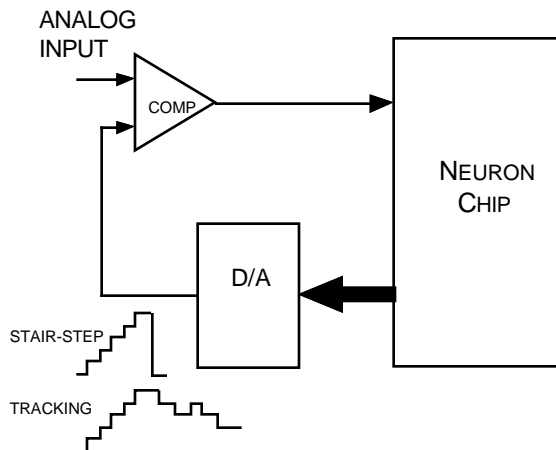 ANALOG
INPUT
COMP
NEURON
CHIP
D/A
STAIR-STEP
TRACKING